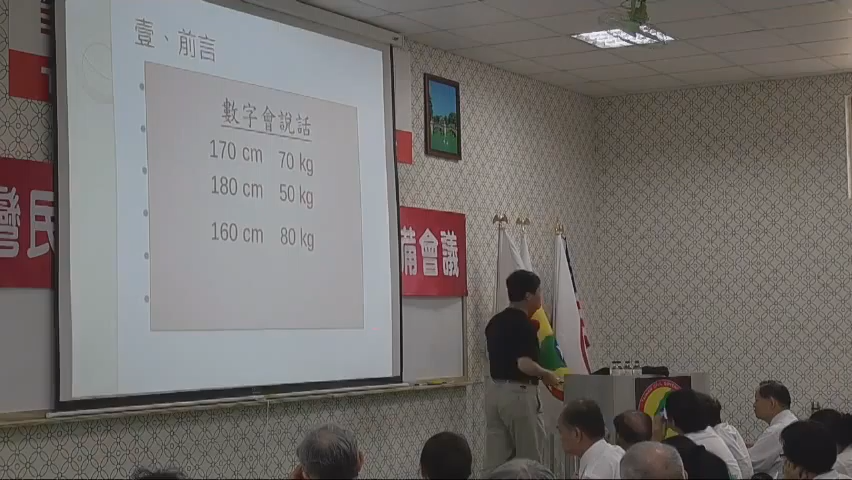 壹、前言
數字會說話
170 cm 70 kg
180 cm 50 kg
160 cm 80 kg
灣民
備會議